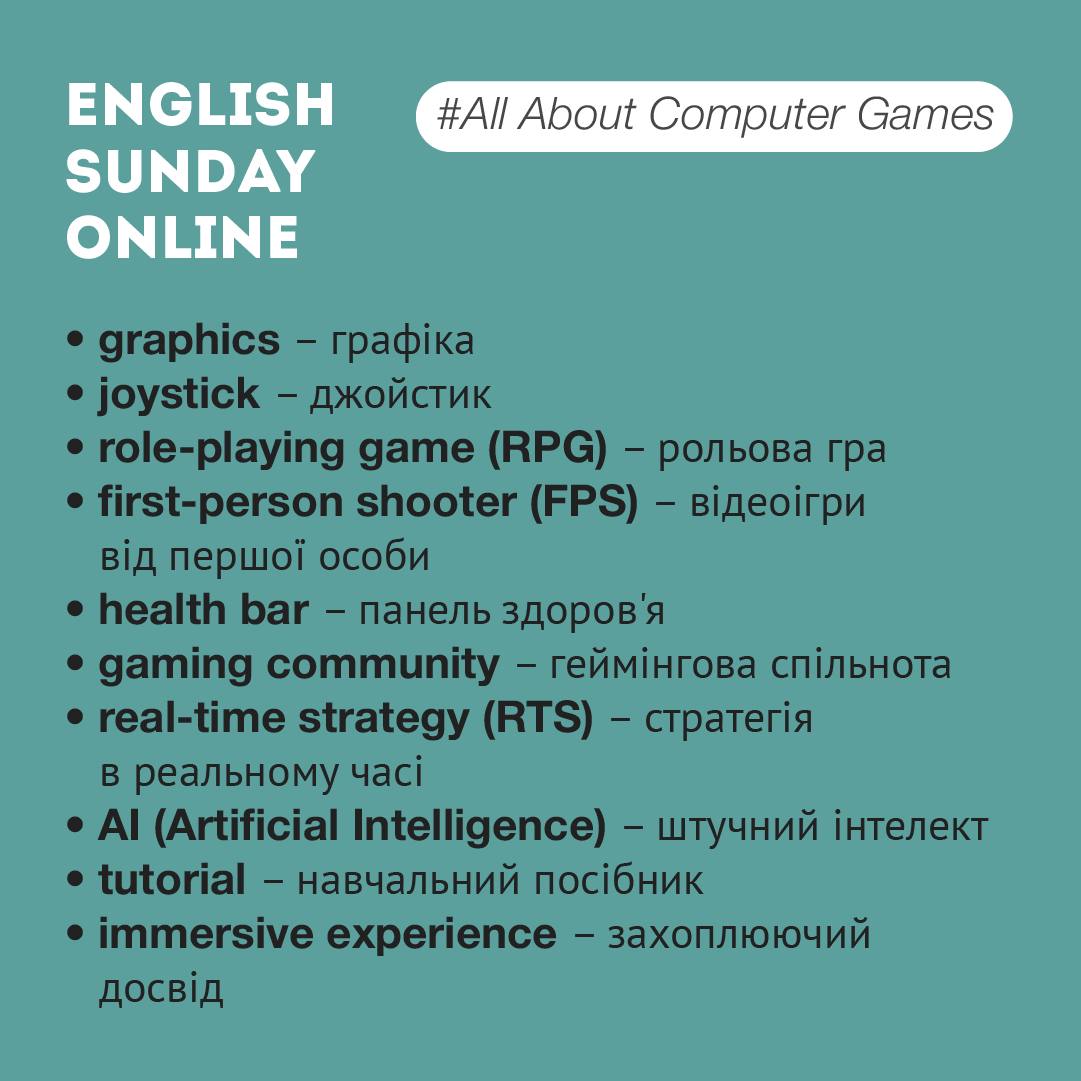 ENGLISH
SUNDAY
ONLINE
#All About Computer Games
• graphics – графіка
• joystick – джойстик
• role-playing game (RPG) – рольова гра
• first-person shooter (FPS) – відеоігри
від першої особи
• health bar – панель здоров'я
• gaming community – геймінгова спільнота
• real-time strategy (RTS) – стратегія
в реальному часі
• AI (Artificial Intelligence) – штучний інтелект
• tutorial – навчальний посібник
• immersive experience – захоплюючий
досвід